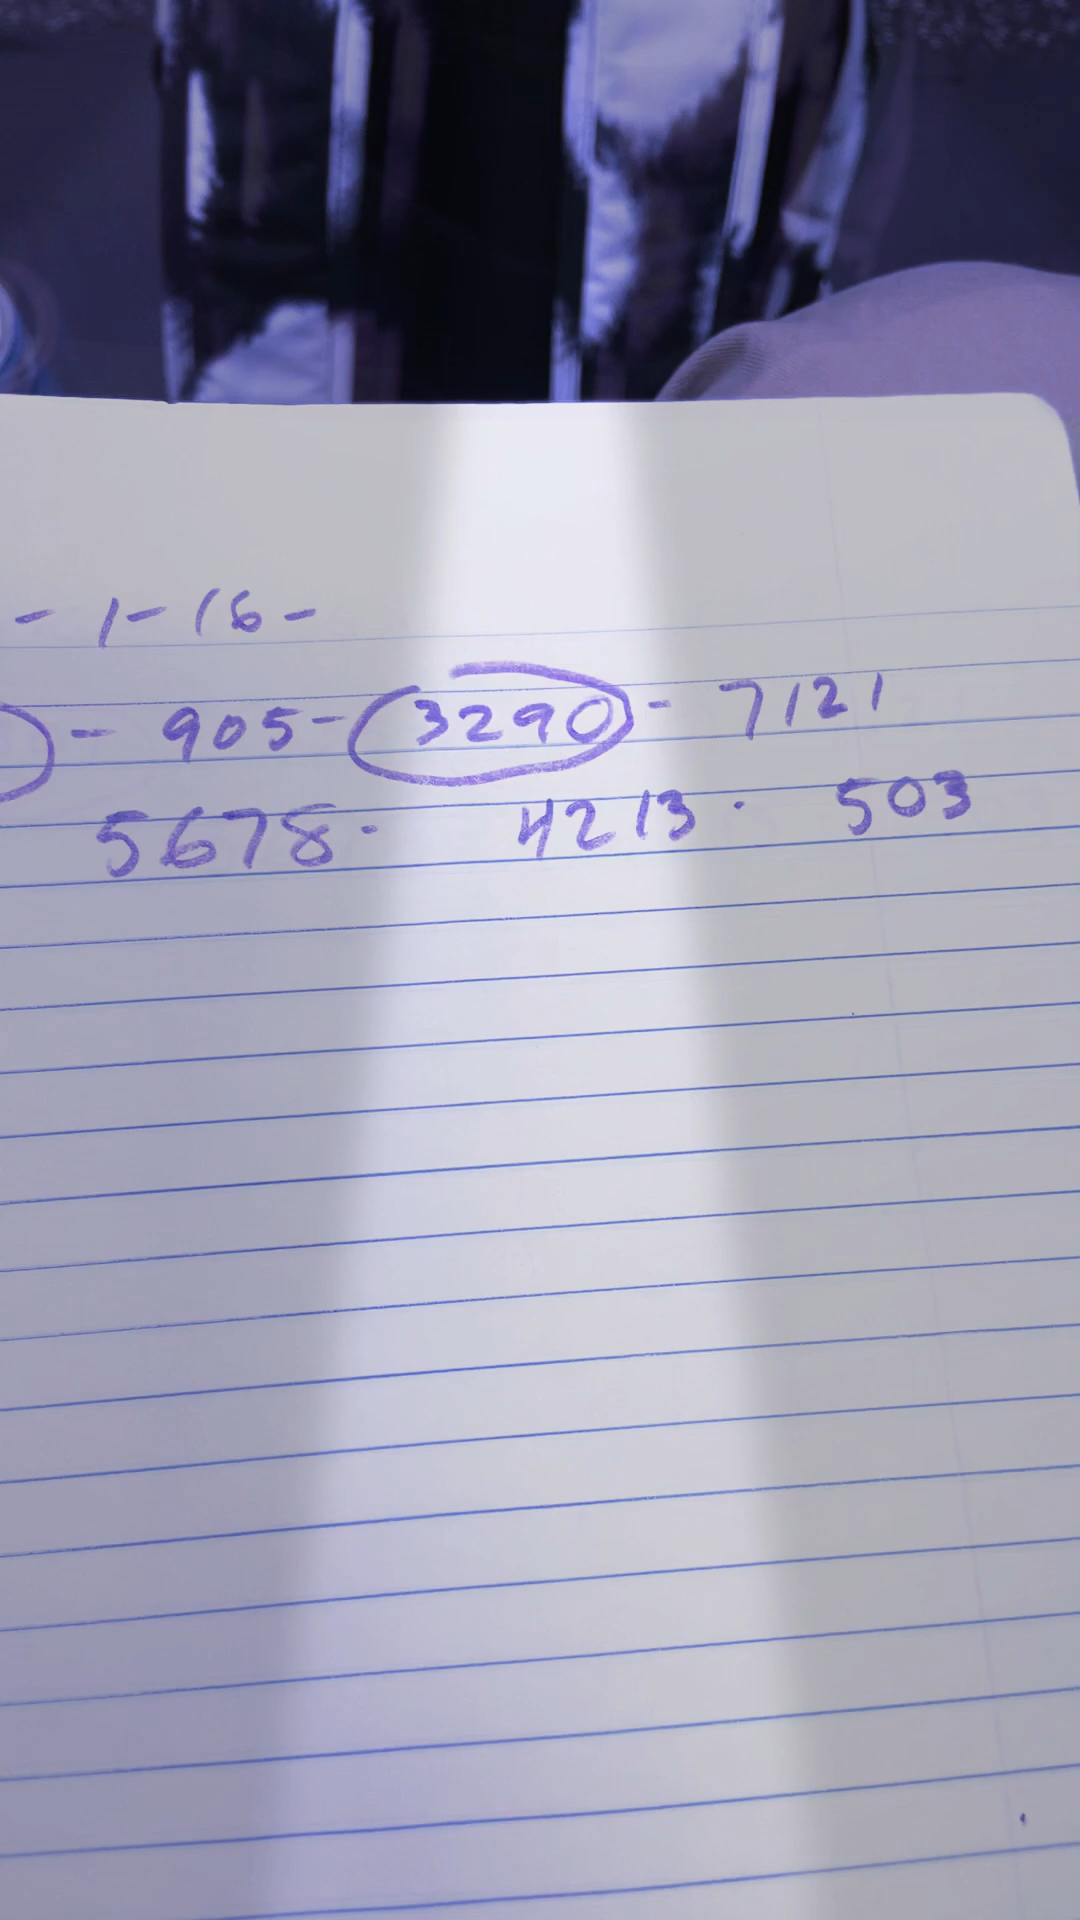 - 1-16-
- 905-3290- 7121
5678. 4213. 503